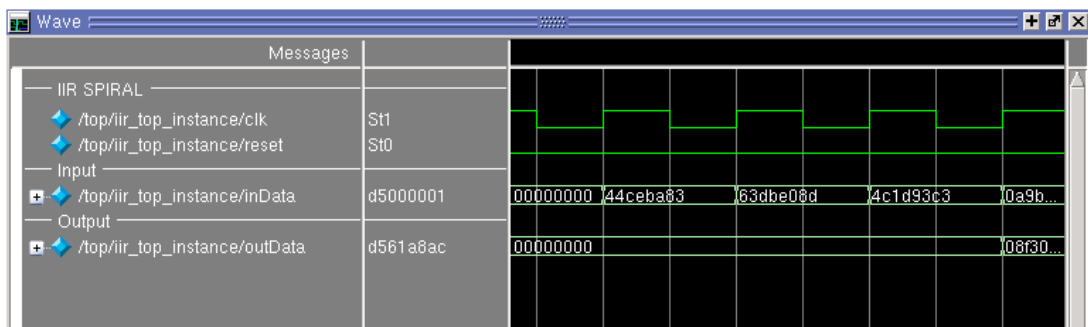 Wave
Messages
IIR SPIRAL
/top/iir_top_instance/clk St1
/top/iir_top_instance/reset St0
Input
/top/iir_top_instance/inData d5000001 00000000 44ceba83 63dbe08d 4c1d93c3 0a9b...
Output
/top/iir_top_instance/outData d561a8ac 00000000 08f30...